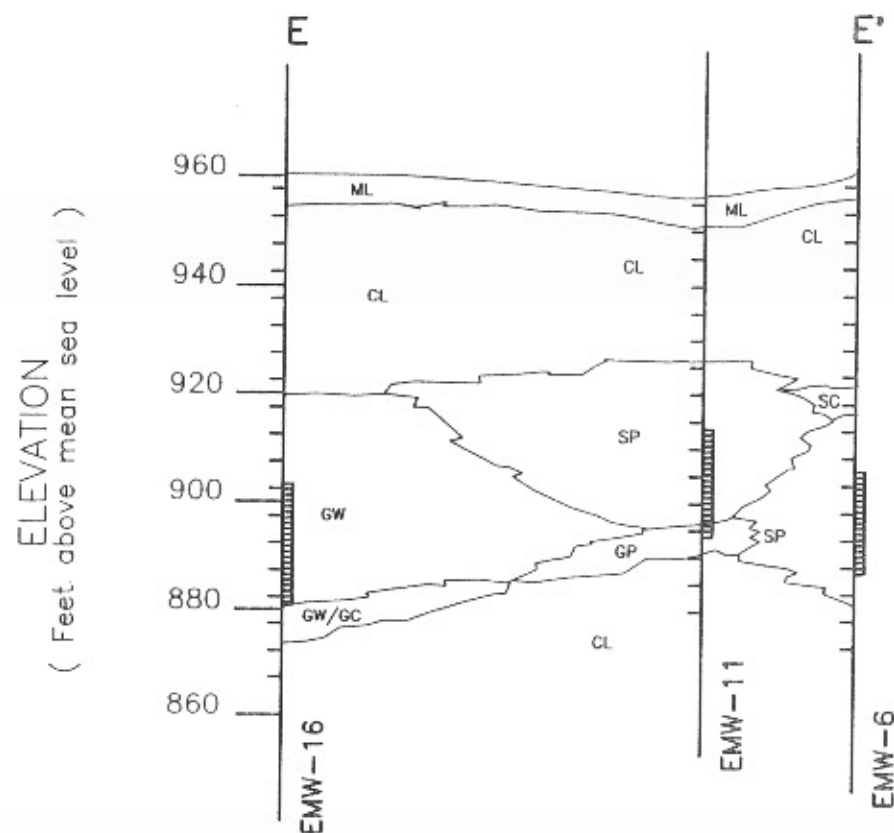 E E'
960
ML
ML
CL
CL
940
CL
920
SC
SP
900
GW
SP
GP
880
GW/GC
CL
860
ELEVATION
( Feet above mean sea level )
EMW-16
EMW-11
EMW-6